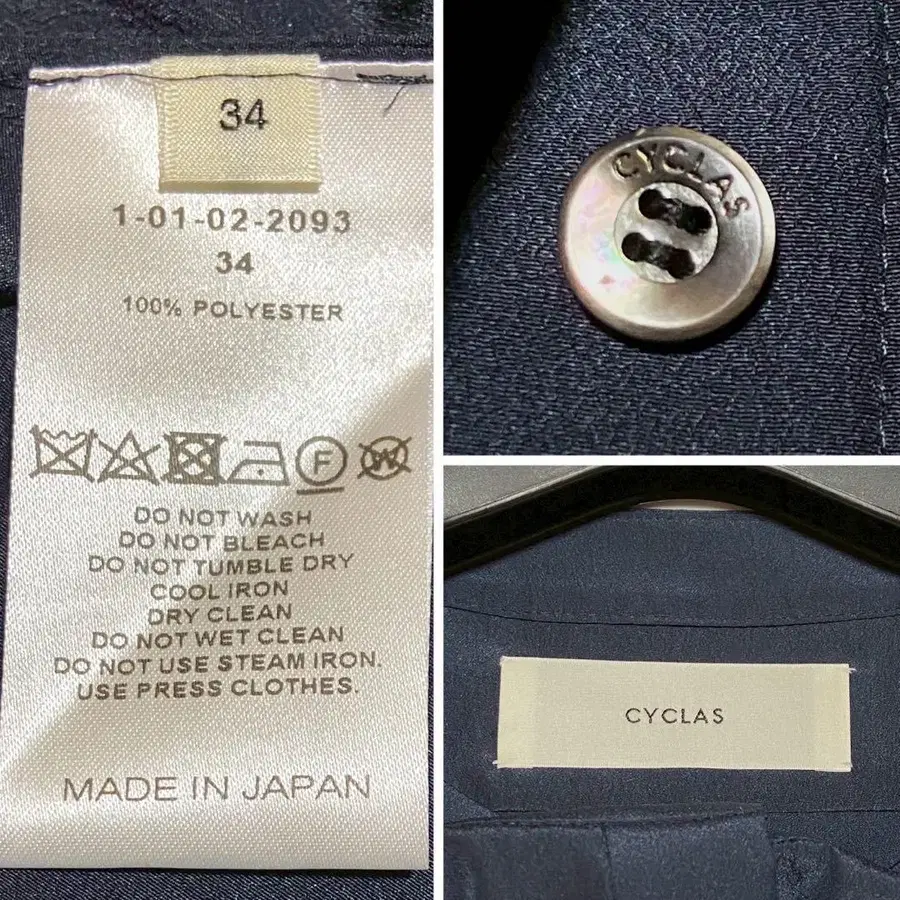 34
1-01-02-2093
34
100% POLYESTER
F
W
DO NOT WASH
DO NOT BLEACH
DO NOT TUMBLE DRY
COOL IRON
DRY CLEAN
DO NOT WET CLEAN
DO NOT USE STEAM IRON.
USE PRESS CLOTHES.
MADE IN JAPAN
CYCLAS
CYCLAS